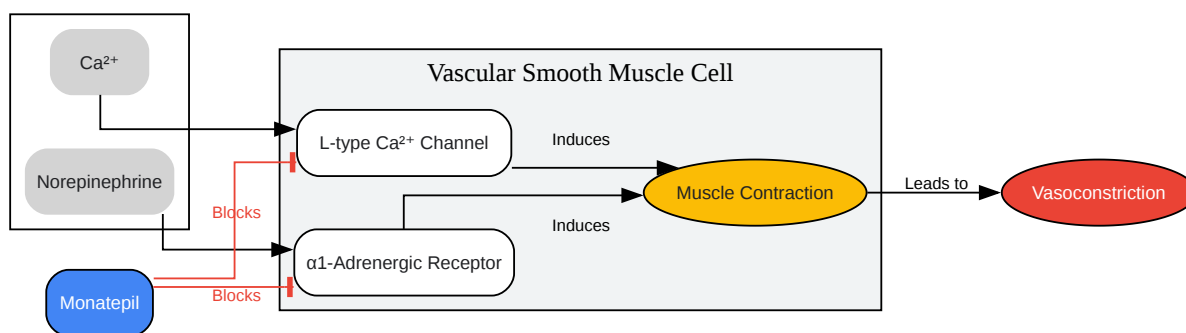 Ca²⁺
Norepinephrine
Monatepil
Blocks
Blocks
Vascular Smooth Muscle Cell
L-type Ca²⁺ Channel
α1-Adrenergic Receptor
Induces
Induces
Muscle Contraction
Leads to
Vasoconstriction